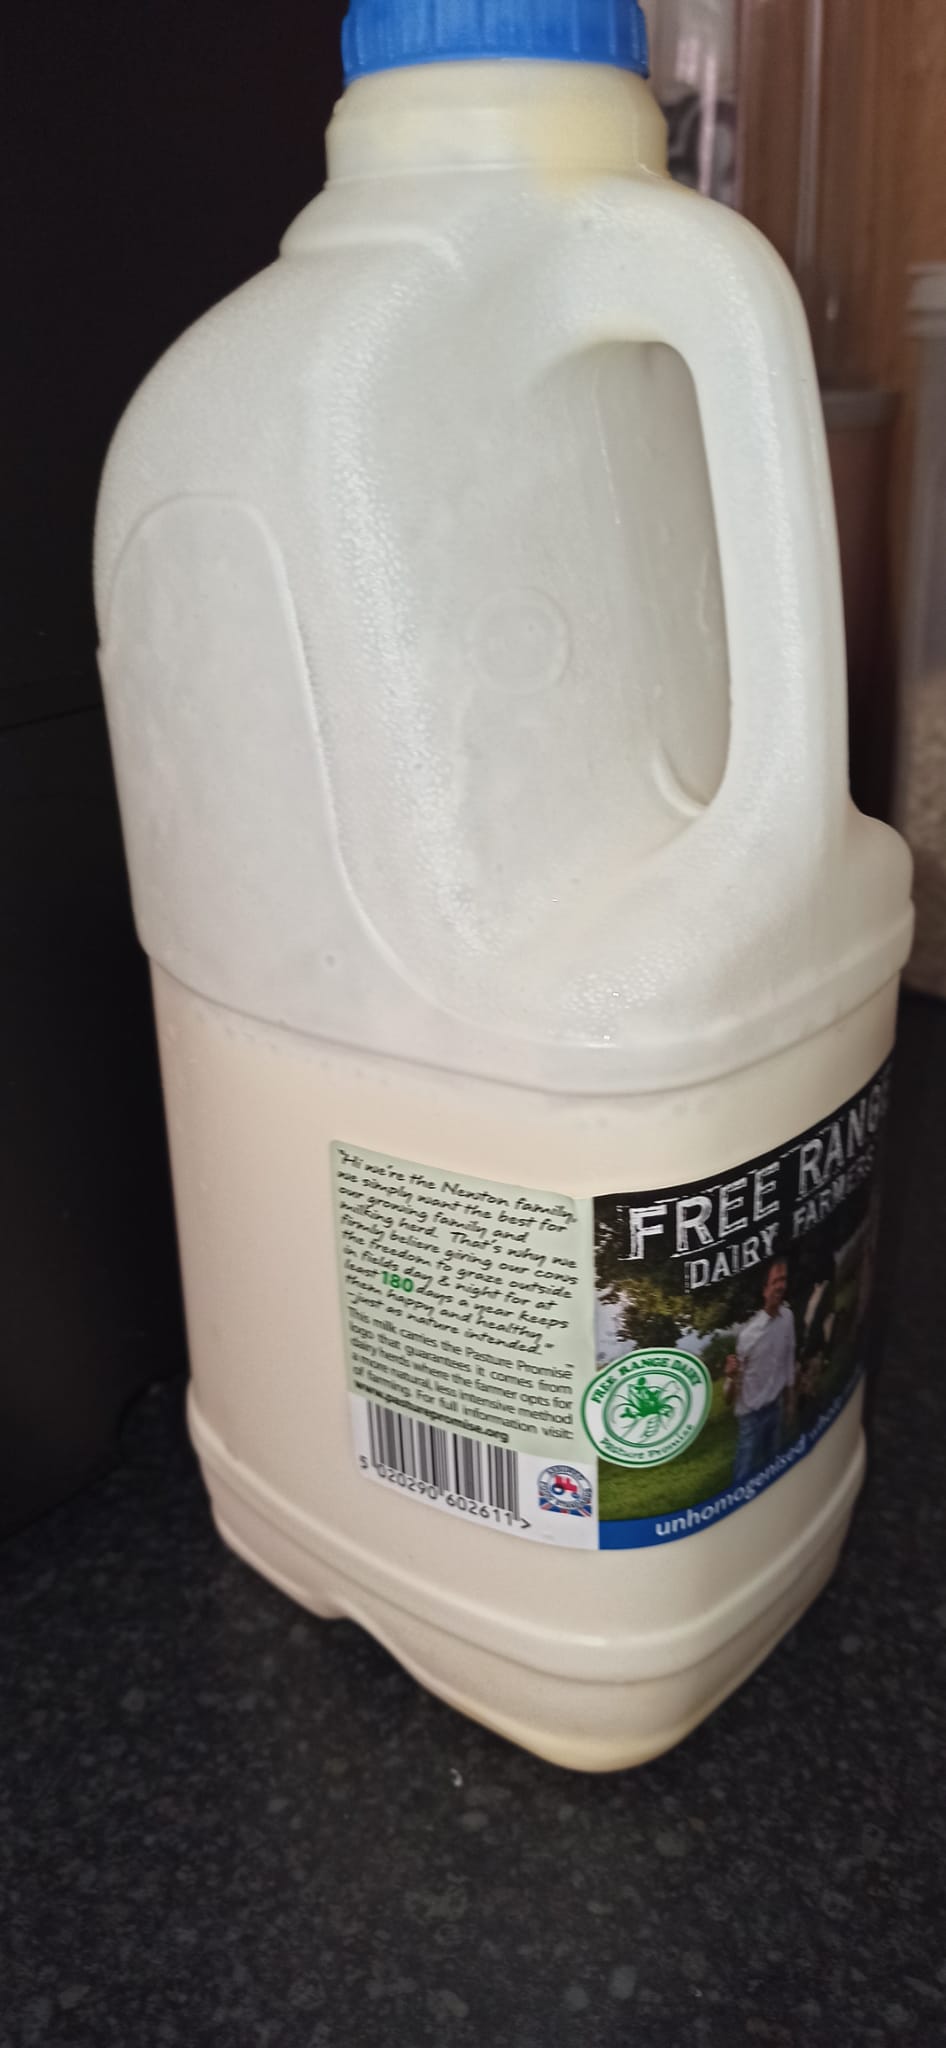 "Hi we're the Newton family,
we simply want the best for
our growing family and
milking herd. That's why we
firmly believe giving our cows
the freedom to graze outside
in fields day & night for at
least 180 days a year keeps
them happy and healthy
-just as nature intended."
This milk carries the Pasture Promise™
logo that guarantees it comes from
dairy herds where the farmer opts for
a more natural, less intensive method
of farming. For full information visit:
www.pasturepromise.org
5 020290 602611 >
FREE RANGE
DAIRY FARMERS
FREE RANGE DAIRY
Pasture Promise
unhomogenised whole